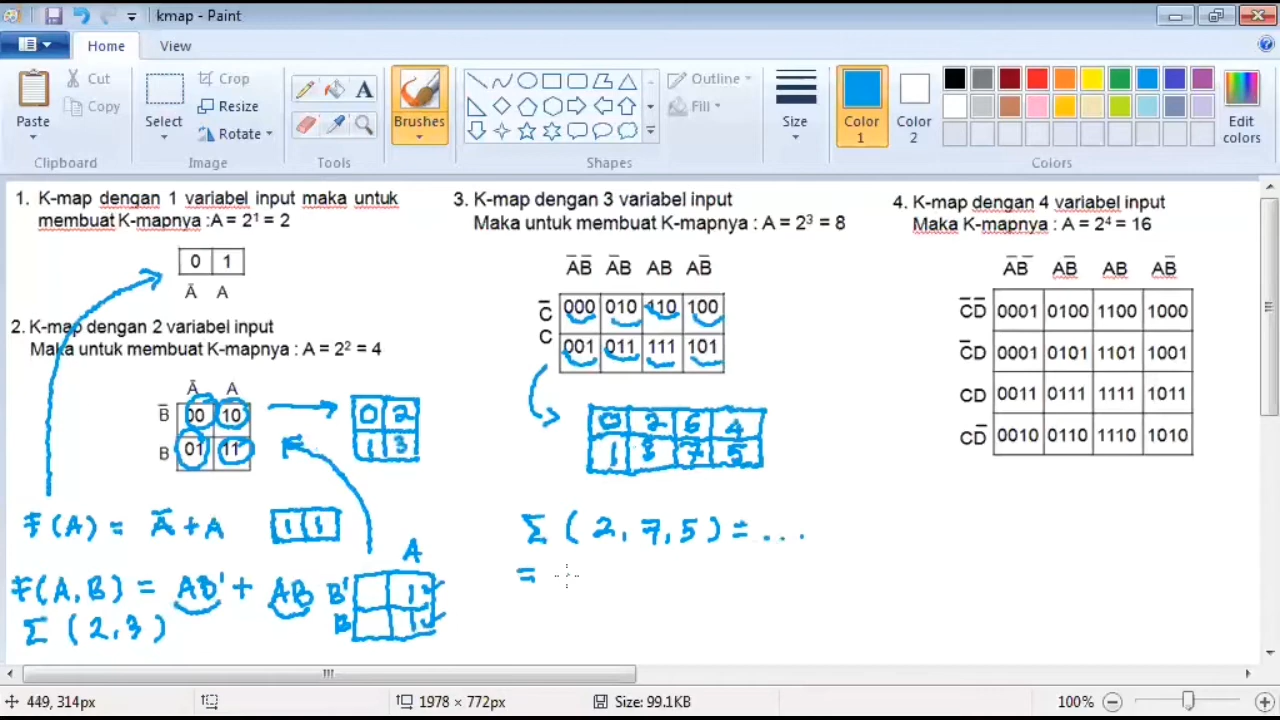 kmap - Paint
Home View
Cut
Copy
Paste
Clipboard
Select
Crop
Resize
Rotate
Image
A
Tools
Brushes
Outline
Fill
Shapes
Size
Color 1
Color 2
Edit colors
Colors
1. K-map dengan 1 variabel input maka untuk
membuat K-mapnya :A = 2¹ = 2
0 1
Ā A
2. K-map dengan 2 variabel input
Maka untuk membuat K-mapnya : A = 2² = 4
Ā A
B̅ 00 10
B 01 11
0 2
1 3
F(A) = Ā + A
1 1
F(A, B) = AB' + AB
Σ (2,3)
A
B' 1
B 1
3. K-map dengan 3 variabel input
Maka untuk membuat K-mapnya : A = 2³ = 8
A̅B̅ A̅B AB AB̅
C̅ 000 010 110 100
C 001 011 111 101
0 2 6 4
1 3 7 5
Σ (2, 7, 5) = ...
=
4. K-map dengan 4 variabel input
Maka K-mapnya : A = 2⁴ = 16
A̅B̅ AB̅ AB AB̅
C̅D̅ 0001 0100 1100 1000
C̅D 0001 0101 1101 1001
CD 0011 0111 1111 1011
CD̅ 0010 0110 1110 1010
449, 314px
1978 × 772px
Size: 99.1KB
100%